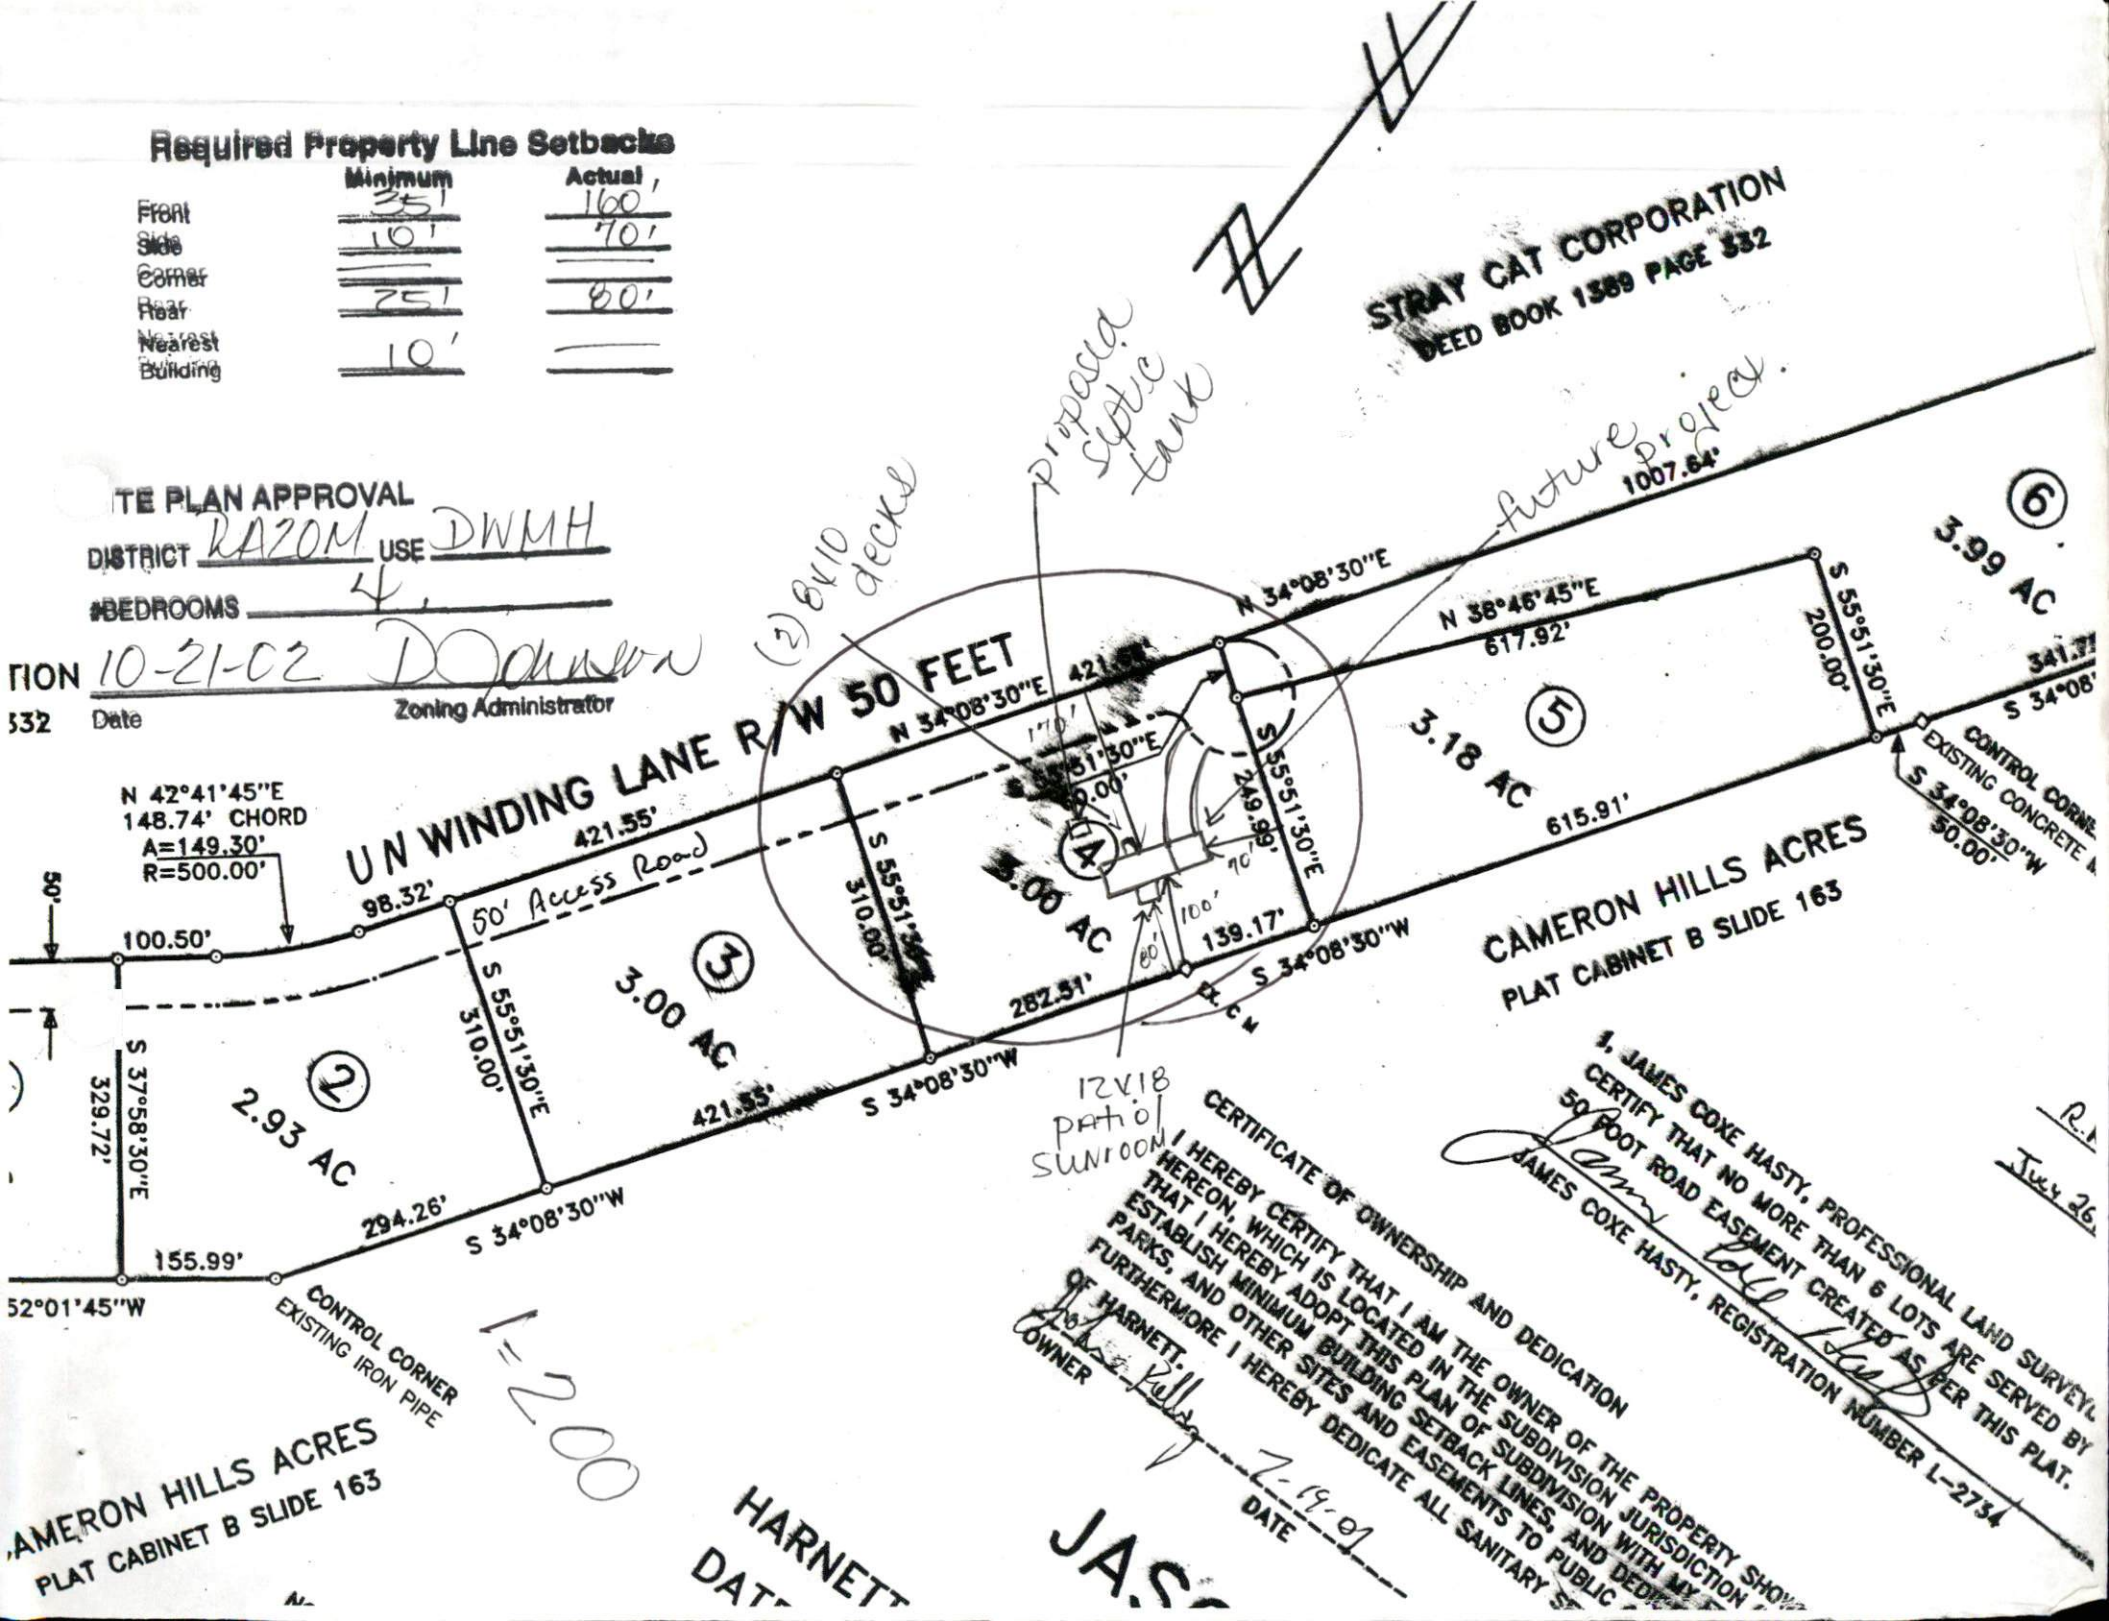 Required Property Line Setbacks
Minimum Actual
Front 35' 160'
Side 10' 70'
Corner
Rear 25' 80'
Nearest
Building 10'
TE PLAN APPROVAL
DISTRICT RA20M USE DWMH
#BEDROOMS 4
TION 10-21-02 D Johnson
332 Date Zoning Administrator
STRAY CAT CORPORATION
DEED BOOK 1389 PAGE 332
proposed
septic
tank
(2) 8x10
decks
future
project.
N 42°41'45"E
148.74' CHORD
A=149.30'
R=500.00'
50'
100.50'
98.32'
UN WINDING LANE R/W 50 FEET
421.55'
50' Access Road
N 34°08'30"E
170'
N 34°08'30"E
1007.64'
N 38°46'45"E
617.92'
S 55°51'30"E
200.00'
6
3.99 AC
341.7
S 34°08'
S 37°58'30"E
329.72'
2
2.93 AC
S 55°51'30"E
310.00'
3
3.00 AC
S 55°51'30"E
310.00'
4
3.00 AC
51'30"E
70'
100'
80'
S 55°51'30"E
249.99'
5
3.18 AC
615.91'
CONTROL CORNE
EXISTING CONCRETE M
S 34°08'30"W
50.00'
155.99'
52°01'45"W
294.26'
S 34°08'30"W
421.55'
S 34°08'30"W
282.51'
139.17'
S 34°08'30"W
EX. C M
12x18
patio/
sunroom
CAMERON HILLS ACRES
PLAT CABINET B SLIDE 163
CONTROL CORNER
EXISTING IRON PIPE
1=200
AMERON HILLS ACRES
PLAT CABINET B SLIDE 163
I, JAMES COXE HASTY, PROFESSIONAL LAND SURVEY
CERTIFY THAT NO MORE THAN 6 LOTS ARE SERVED BY
50 FOOT ROAD EASEMENT CREATED AS PER THIS PLAT.
JAMES COXE HASTY, REGISTRATION NUMBER L-2734
July 26,
CERTIFICATE OF OWNERSHIP AND DEDICATION
I HEREBY CERTIFY THAT I AM THE OWNER OF THE PROPERTY SHOW
HEREON, WHICH IS LOCATED IN THE SUBDIVISION JURISDICTION
THAT I HEREBY ADOPT THIS PLAN OF SUBDIVISION WITH MY
ESTABLISH MINIMUM BUILDING SETBACK LINES, AND DEDI
PARKS, AND OTHER SITES AND EASEMENTS TO PUBLIC
FURTHERMORE I HEREBY DEDICATE ALL SANITARY S
OF HARNETT.
OWNER
7-19-01
DATE
HARNETT
DATE
JAS